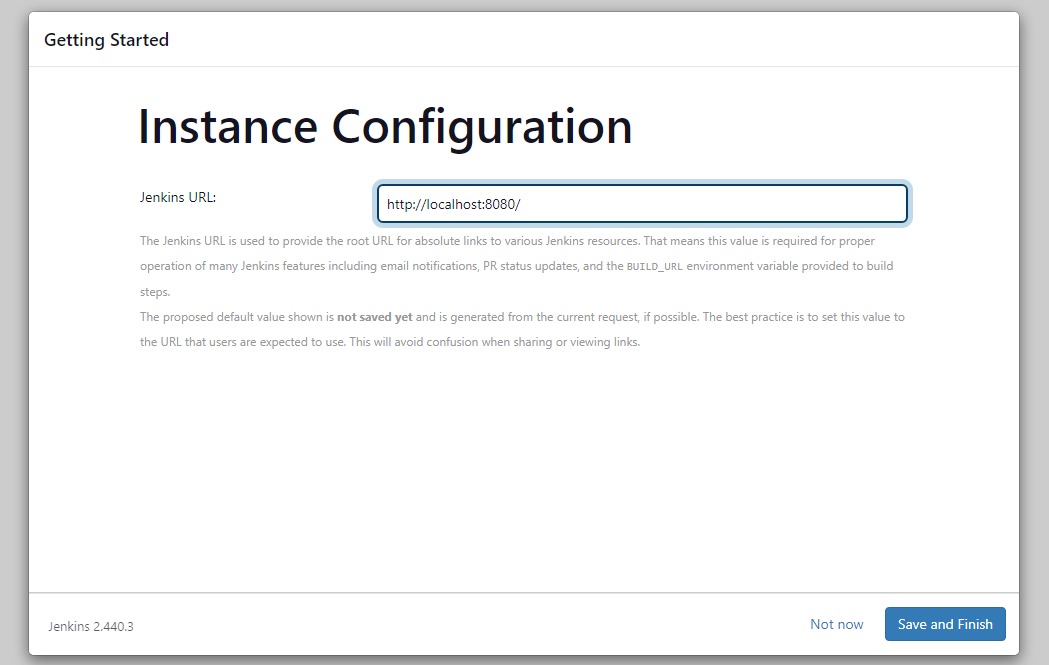 Getting Started
Instance Configuration
Jenkins URL:
http://localhost:8080/
The Jenkins URL is used to provide the root URL for absolute links to various Jenkins resources. That means this value is required for proper
operation of many Jenkins features including email notifications, PR status updates, and the BUILD_URL environment variable provided to build
steps.
The proposed default value shown is not saved yet and is generated from the current request, if possible. The best practice is to set this value to
the URL that users are expected to use. This will avoid confusion when sharing or viewing links.
Jenkins 2.440.3
Not now
Save and Finish